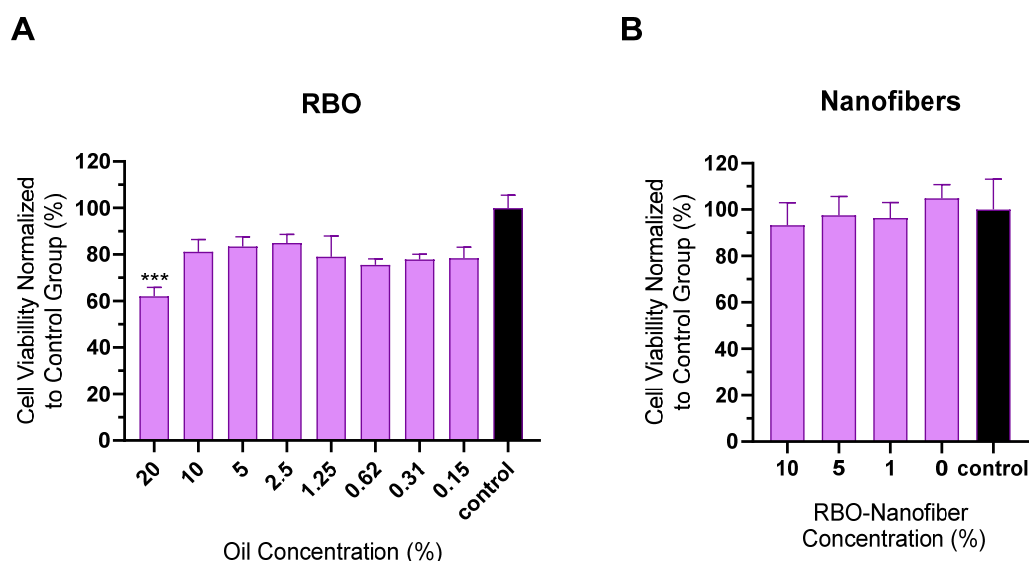 A
RBO
Cell Viabillity Normalized
to Control Group (%)
120
100
80
60
40
20
0
***
20
10
5
2.5
1.25
0.62
0.31
0.15
control
Oil Concentration (%)
B
Nanofibers
Cell Viability Normalized
to Control Group (%)
120
100
80
60
40
20
0
10 5 1 0 control
RBO-Nanofiber
Concentration (%)